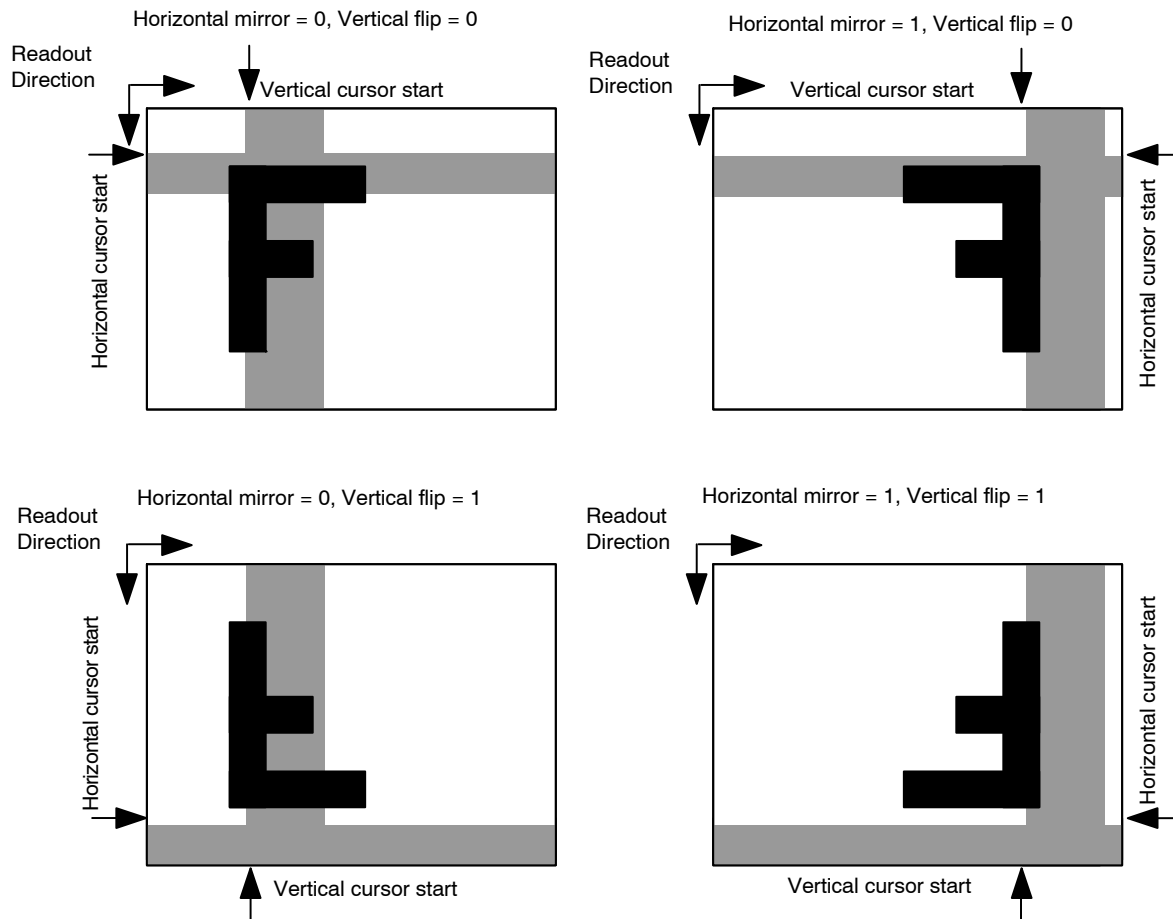 Horizontal mirror = 0, Vertical flip = 0
Readout
Direction
Vertical cursor start
Horizontal cursor start
Horizontal mirror = 1, Vertical flip = 0
Readout
Direction
Vertical cursor start
Horizontal cursor start
Horizontal mirror = 0, Vertical flip = 1
Readout
Direction
Horizontal cursor start
Vertical cursor start
Horizontal mirror = 1, Vertical flip = 1
Readout
Direction
Horizontal cursor start
Vertical cursor start